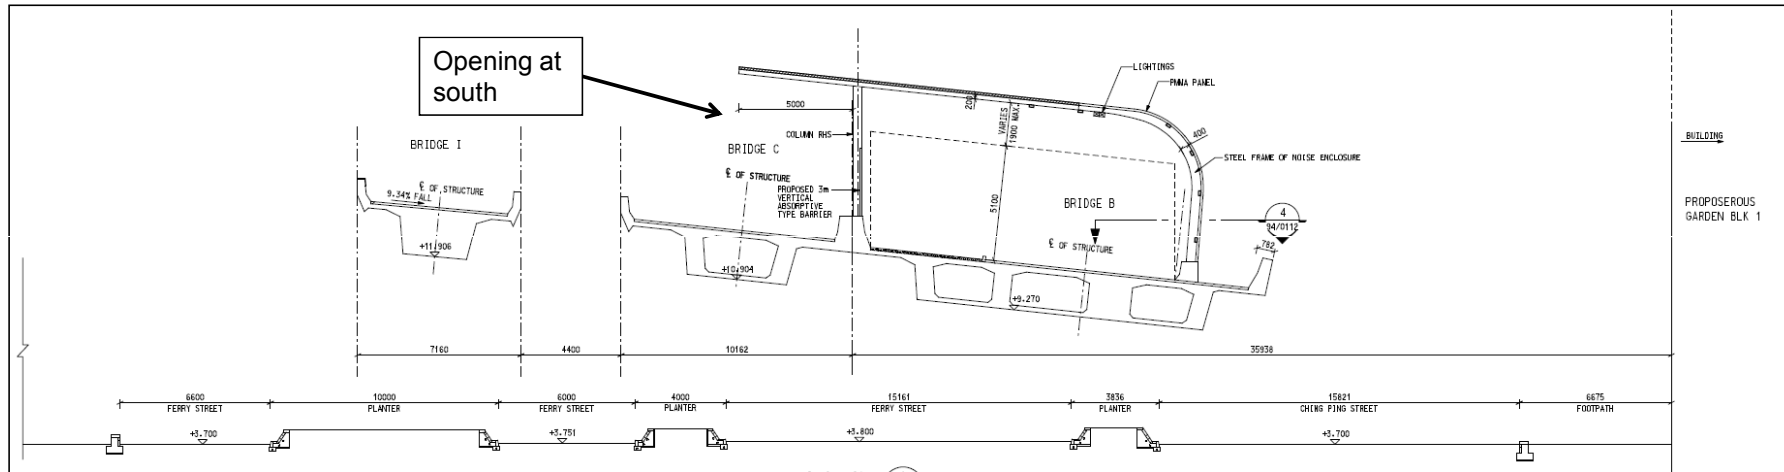 Opening at
south
LIGHTINGS
PMMA PANEL
5000
200
VARIES
1900 MAX.
400
COLUMN RHS
BUILDING
BRIDGE I
BRIDGE C
STEEL FRAME OF NOISE ENCLOSURE
℄ OF STRUCTURE
9.34% FALL
℄ OF STRUCTURE
PROPOSED 3m
VERTICAL
ABSORPTIVE
TYPE BARRIER
5100
BRIDGE B
4
94/0112
PROPOSEROUS
GARDEN BLK 1
+11.906
℄ OF STRUCTURE
782
+10.904
+9.270
7160
4400
10162
35938
6600
10000
6000
4000
15161
3836
15821
6675
FERRY STREET
PLANTER
FERRY STREET
PLANTER
FERRY STREET
PLANTER
CHING PING STREET
FOOTPATH
+3.700
+3.751
+3.800
+3.700